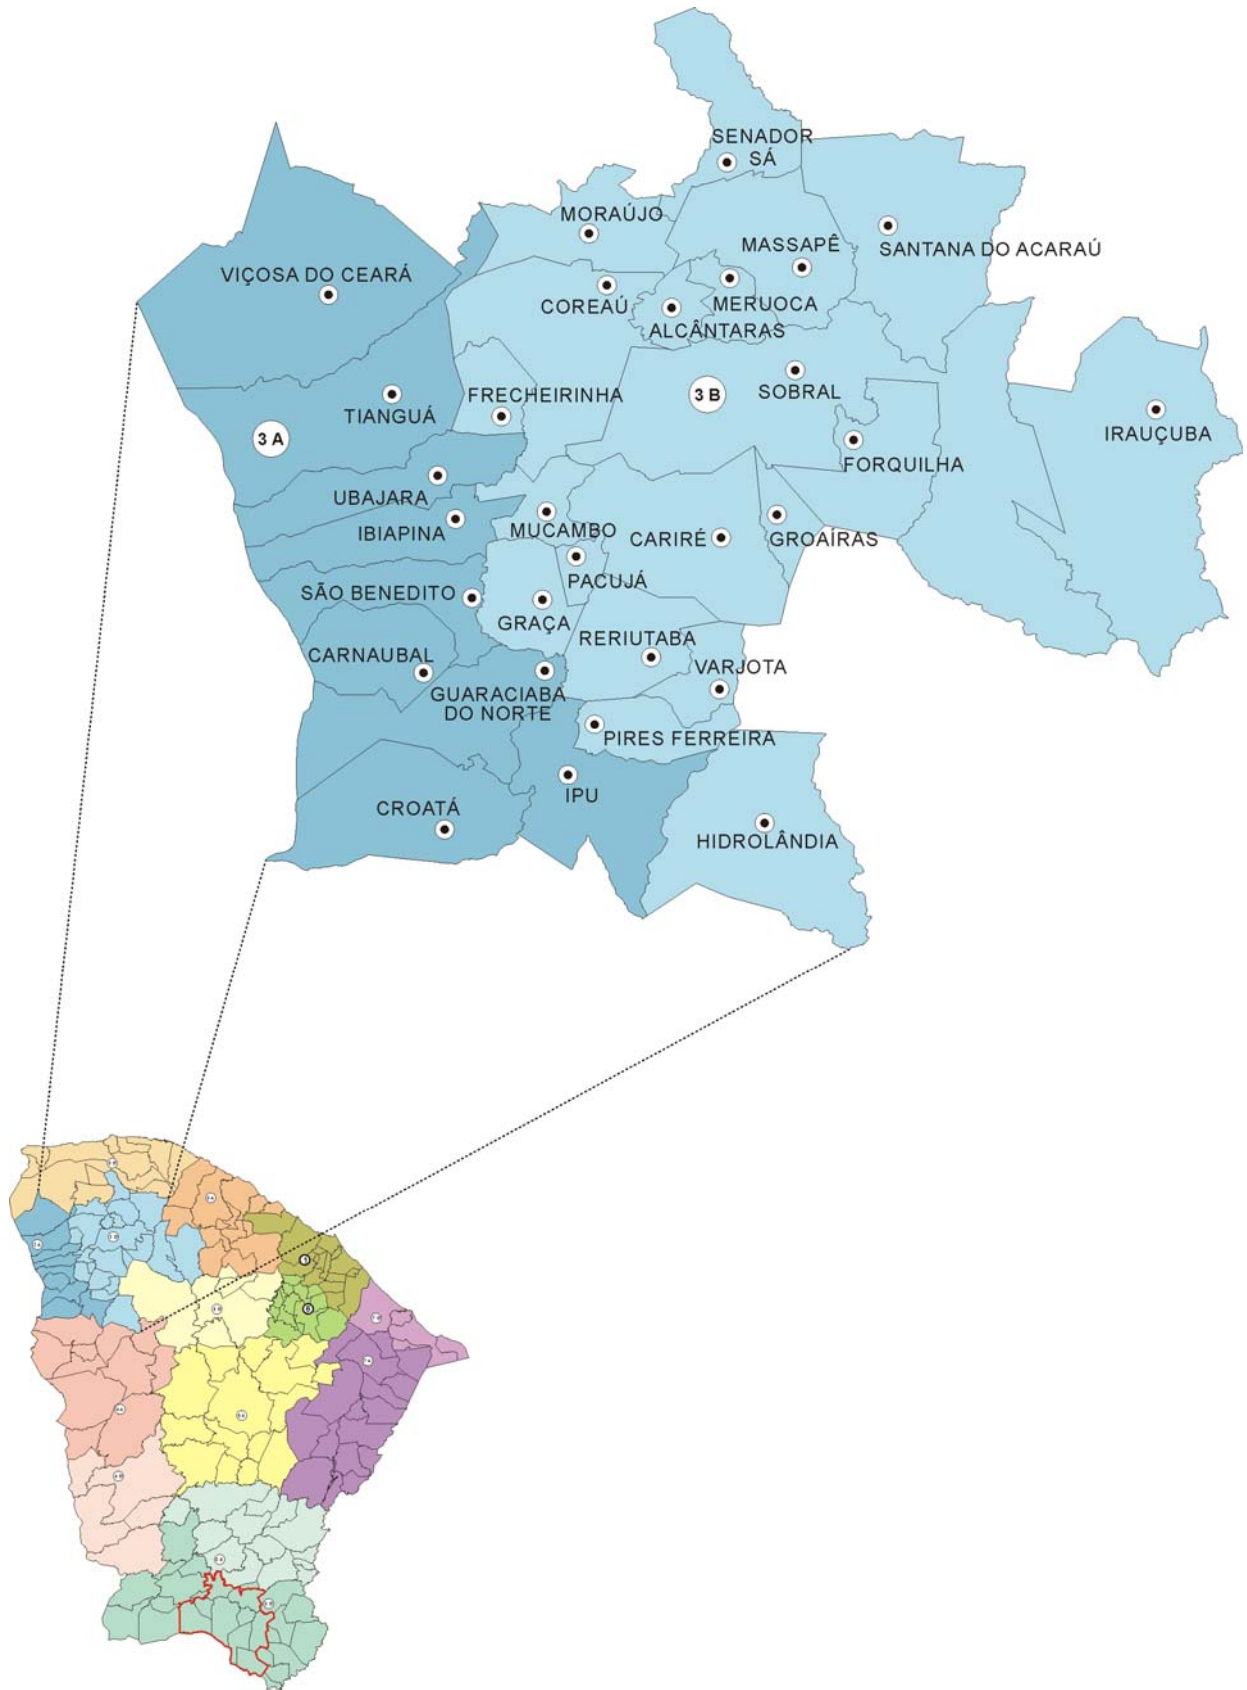 SENADOR
SÁ
MORAÚJO
SANTANA DO ACARAÚ
MASSAPÊ
VIÇOSA DO CEARÁ
COREAÚ
MERUOCA
ALCÂNTARAS
FRECHEIRINHA
3 B
SOBRAL
TIANGUÁ
IRAUÇUBA
3 A
FORQUILHA
UBAJARA
IBIAPINA
MUCAMBO
CARIRÉ
GROAÍRAS
PACUJÁ
SÃO BENEDITO
GRAÇA
RERIUTABA
CARNAUBAL
VARJOTA
GUARACIABA
DO NORTE
PIRES FERREIRA
IPU
CROATÁ
HIDROLÂNDIA